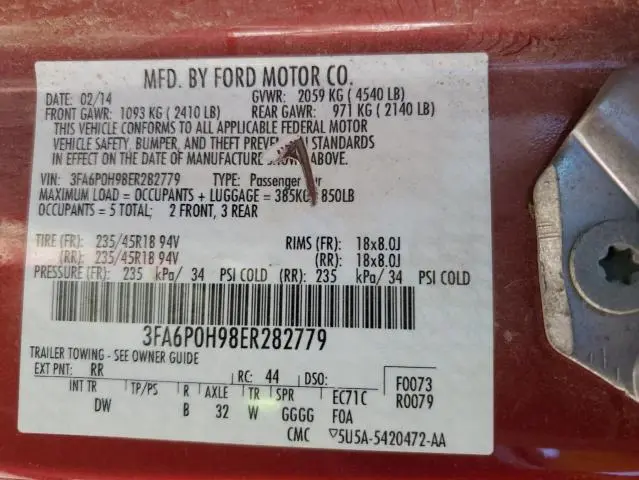 MFD. BY FORD MOTOR CO.
DATE: 02/14 GVWR: 2059 KG ( 4540 LB)
FRONT GAWR: 1093 KG ( 2410 LB) REAR GAWR: 971 KG ( 2140 LB)
THIS VEHICLE CONFORMS TO ALL APPLICABLE FEDERAL MOTOR
VEHICLE SAFETY, BUMPER, AND THEFT STANDARDS
IN EFFECT ON THE DATE OF MANUFACTURE ABOVE.
VIN: 3FA6P0H98ER282779 TYPE: Passenger
MAXIMUM LOAD = OCCUPANTS + LUGGAGE = 385KG 850LB
OCCUPANTS = 5 TOTAL; 2 FRONT, 3 REAR
TIRE (FR): 235/45R18 94V RIMS (FR): 18x8.0J
(RR): 235/45R18 94V (RR): 18x8.0J
PRESSURE (FR): 235 kPa/ 34 PSI COLD (RR): 235 kPa/ 34 PSI COLD
3FA6P0H98ER282779
TRAILER TOWING - SEE OWNER GUIDE
EXT PNT: RR RC: 44 DSO: F0073
INT TR TP/PS R AXLE TR SPR EC71C R0079
DW B 32 W GGGG F0A
CMC ▽5U5A-5420472-AA